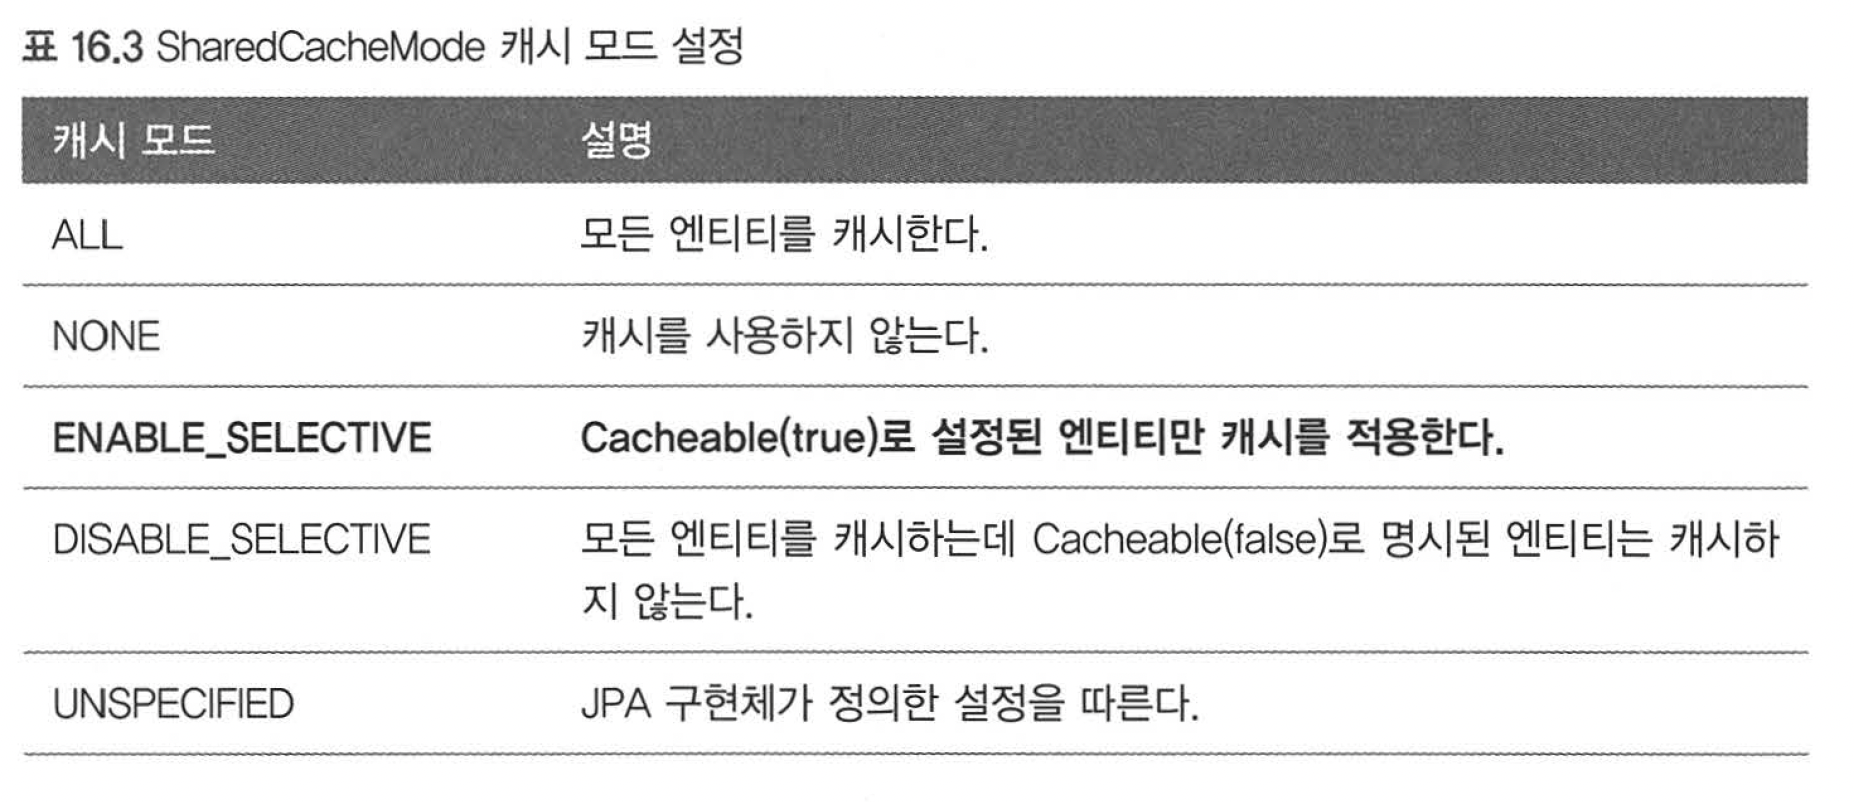 표 16.3 SharedCacheMode 캐시 모드 설정
캐시 모드 설명
ALL 모든 엔티티를 캐시한다.
NONE 캐시를 사용하지 않는다.
ENABLE_SELECTIVE Cacheable(true)로 설정된 엔티티만 캐시를 적용한다.
DISABLE_SELECTIVE 모든 엔티티를 캐시하는데 Cacheable(false)로 명시된 엔티티는 캐시하
지 않는다.
UNSPECIFIED JPA 구현체가 정의한 설정을 따른다.